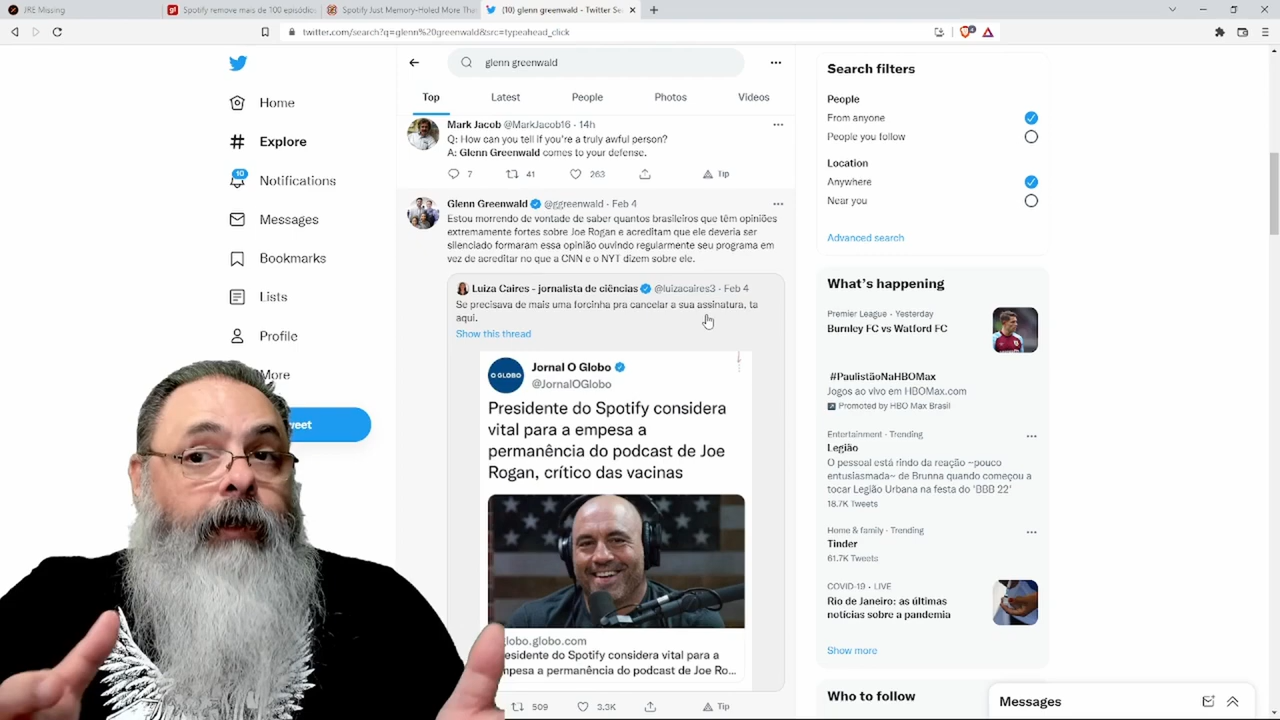 JRE Missing
Spotify remove mais de 100 episódios
Spotify Just Memory-Holed More Tha
(10) glenn greenwald - Twitter Se
twitter.com/search?q=glenn%20greenwald&src=typeahead_click
glenn greenwald
Top Latest People Photos Videos
Home
Explore
10
Notifications
Messages
Bookmarks
Lists
Profile
More
eet
Mark Jacob @MarkJacob16 · 14h
Q: How can you tell if you're a truly awful person?
A: Glenn Greenwald comes to your defense.
7 41 263 Tip
Glenn Greenwald @ggreenwald · Feb 4
Estou morrendo de vontade de saber quantos brasileiros que têm opiniões
extremamente fortes sobre Joe Rogan e acreditam que ele deveria ser
silenciado formaram essa opinião ouvindo regularmente seu programa em
vez de acreditar no que a CNN e o NYT dizem sobre ele.
Luiza Caires - jornalista de ciências @luizacaires3 · Feb 4
Se precisava de mais uma forcinha pra cancelar a sua assinatura, ta
aqui.
Show this thread
O GLOBO
Jornal O Globo
@JornalOGlobo
Presidente do Spotify considera
vital para a empesa a
permanência do podcast de Joe
Rogan, crítico das vacinas
globo.globo.com
esidente do Spotify considera vital para a
mpesa a permanência do podcast de Joe Ro...
509 3.3K Tip
Search filters
People
From anyone
People you follow
Location
Anywhere
Near you
Advanced search
What's happening
Premier League · Yesterday
Burnley FC vs Watford FC
#PaulistãoNaHBOMax
Jogos ao vivo em HBOMax.com
Promoted by HBO Max Brasil
Entertainment · Trending
Legião
O pessoal está rindo da reação ~pouco
entusiasmada~ de Brunna quando começou a
tocar Legião Urbana na festa do 'BBB 22'
18.7K Tweets
Home & family · Trending
Tinder
61.7K Tweets
COVID-19 · LIVE
Rio de Janeiro: as últimas
notícias sobre a pandemia
Show more
Who to follow
Messages